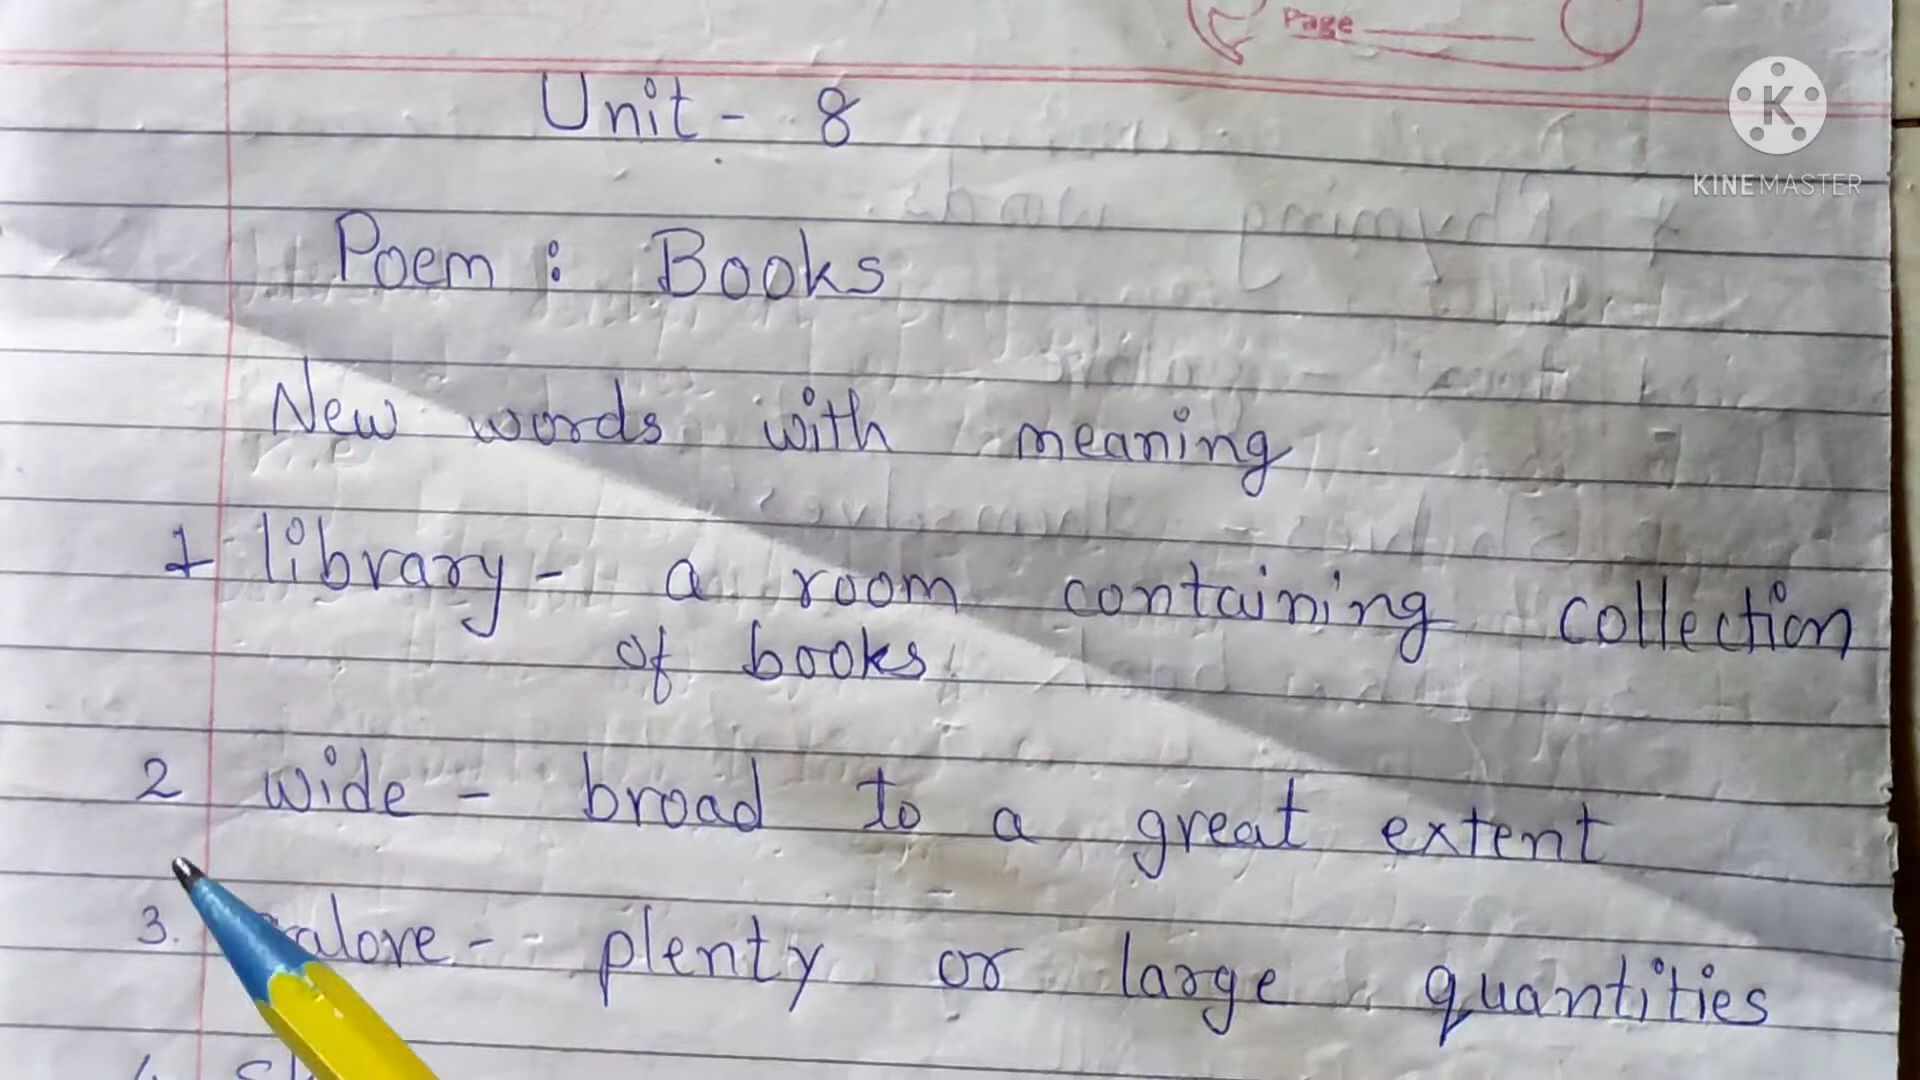 Page
KINEMASTER
Unit - 8
Poem : Books
New words with meaning
1 library - a room containing collection
of books
2 wide - broad to a great extent
3. alore - plenty or large quantities